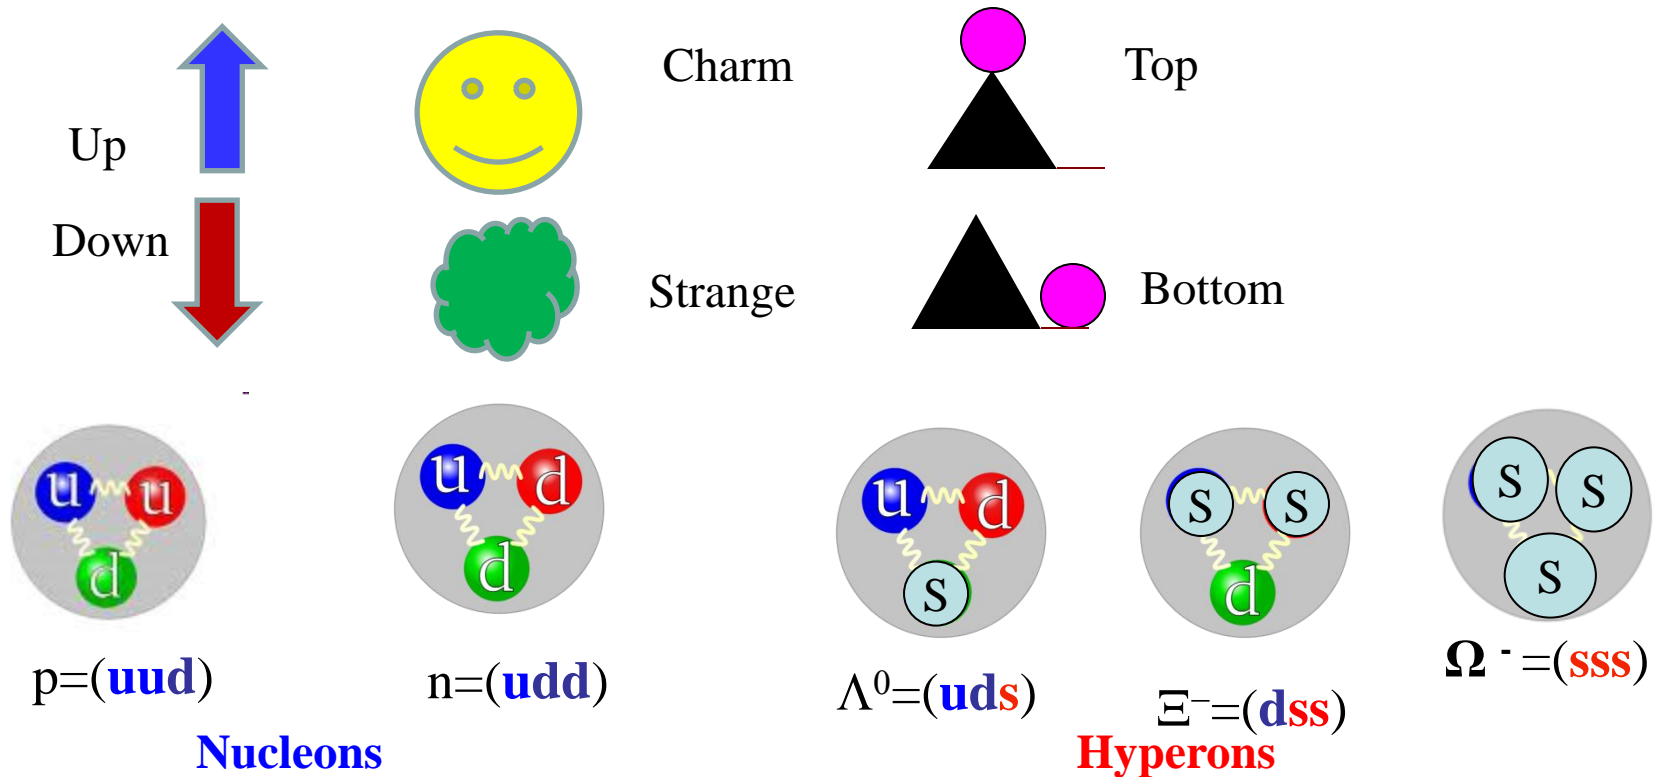 Up
Down
Charm
Strange
Top
Bottom
u u
d
u d
d
u d
s
s s
d
s s
s
p=(uud)
n=(udd)
Λ⁰=(uds)
Ξ⁻=(dss)
Ω ⁻ =(sss)
Nucleons
Hyperons